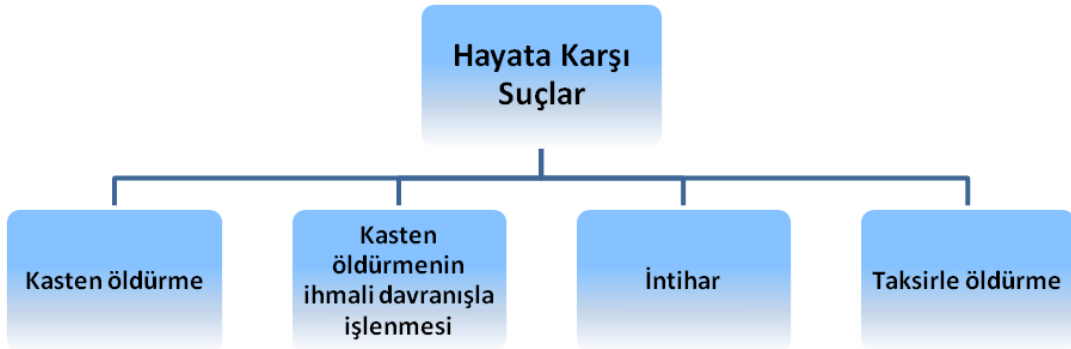 Hayata Karşı
Suçlar
Kasten öldürme
Kasten
öldürmenin
ihmali davranışla
işlenmesi
İntihar
Taksirle öldürme